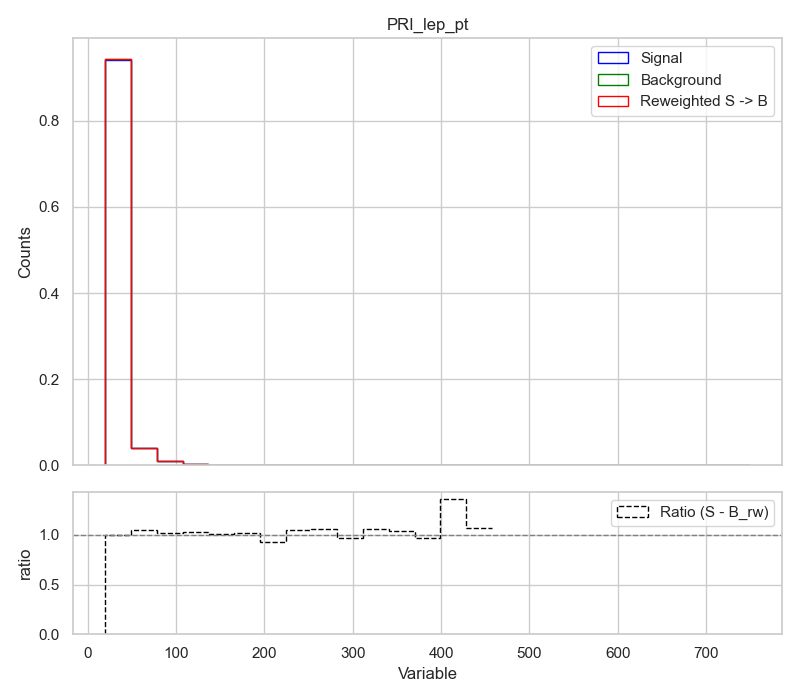 PRI_lep_pt
Signal
Background
Reweighted S -> B
Counts
0.8
0.6
0.4
0.2
0.0
Ratio (S - B_rw)
ratio
1.0
0.5
0.0
0 100 200 300 400 500 600 700
Variable